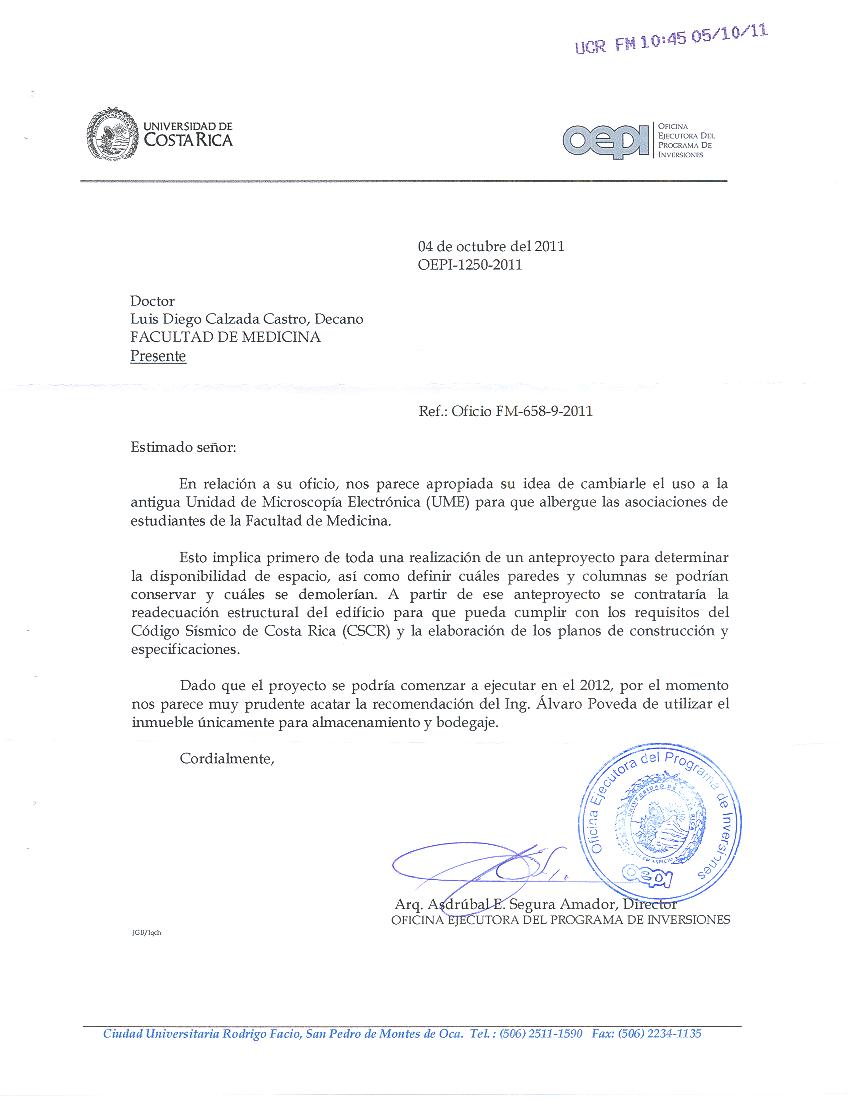 UCR FM 10:45 05/10/11
UNIVERSIDAD DE
COSTA RICA
oepi
OFICINA
EJECUTORA DEL
PROGRAMA DE
INVERSIONES
04 de octubre del 2011
OEPI-1250-2011
Doctor
Luis Diego Calzada Castro, Decano
FACULTAD DE MEDICINA
Presente
Ref.: Oficio FM-658-9-2011
Estimado señor:
En relación a su oficio, nos parece apropiada su idea de cambiarle el uso a la
antigua Unidad de Microscopía Electrónica (UME) para que albergue las asociaciones de
estudiantes de la Facultad de Medicina.
Esto implica primero de toda una realización de un anteproyecto para determinar
la disponibilidad de espacio, así como definir cuáles paredes y columnas se podrían
conservar y cuáles se demolerían. A partir de ese anteproyecto se contrataría la
readecuación estructural del edificio para que pueda cumplir con los requisitos del
Código Sísmico de Costa Rica (CSCR) y la elaboración de los planos de construcción y
especificaciones.
Dado que el proyecto se podría comenzar a ejecutar en el 2012, por el momento
nos parece muy prudente acatar la recomendación del Ing. Álvaro Poveda de utilizar el
inmueble únicamente para almacenamiento y bodegaje.
Cordialmente,
Oficina Ejecutora del Programa de Inversiones
oepi
Arq. Asdrúbal E. Segura Amador, Director
OFICINA EJECUTORA DEL PROGRAMA DE INVERSIONES
JGB/lqch
Ciudad Universitaria Rodrigo Facio, San Pedro de Montes de Oca. Tel.: (506) 2511-1590 Fax: (506) 2234-1135